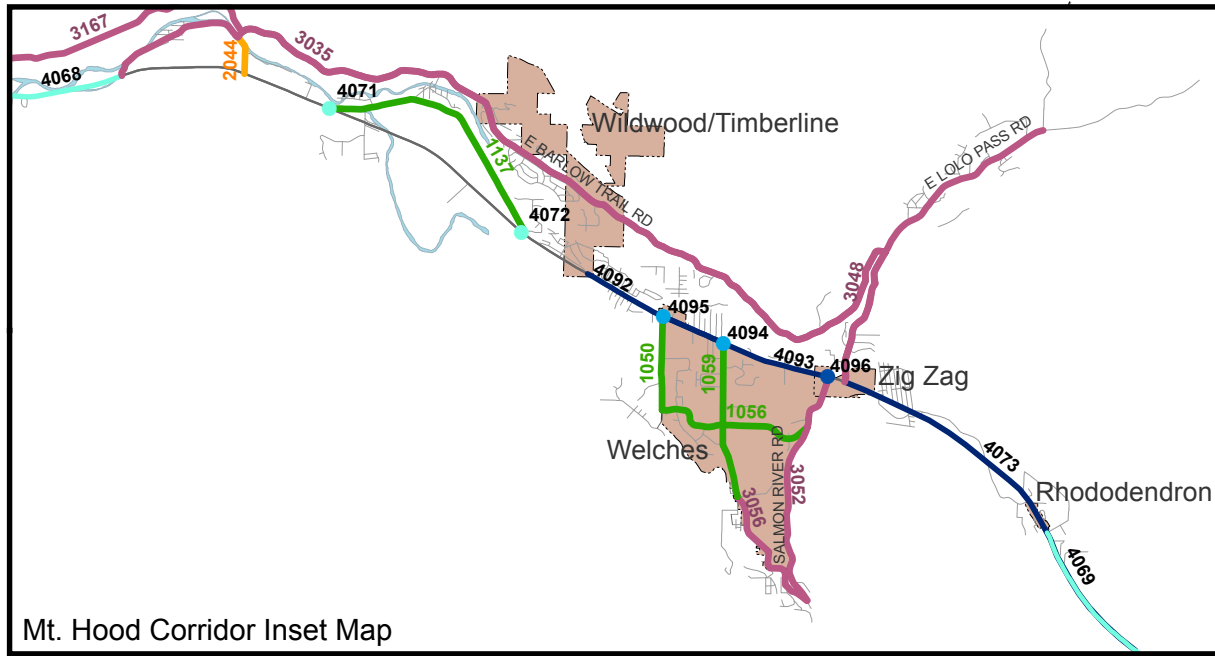 3167
3035
2044
4068
4071
1137
Wildwood/Timberline
E BARLOW TRAIL RD
E LOLO PASS RD
4072
4092
3048
4095
4094
4093
4096
1050
1059
Zig Zag
1056
Welches
SALMON RIVER RD
3052
3056
4073
Rhododendron
4069
Mt. Hood Corridor Inset Map